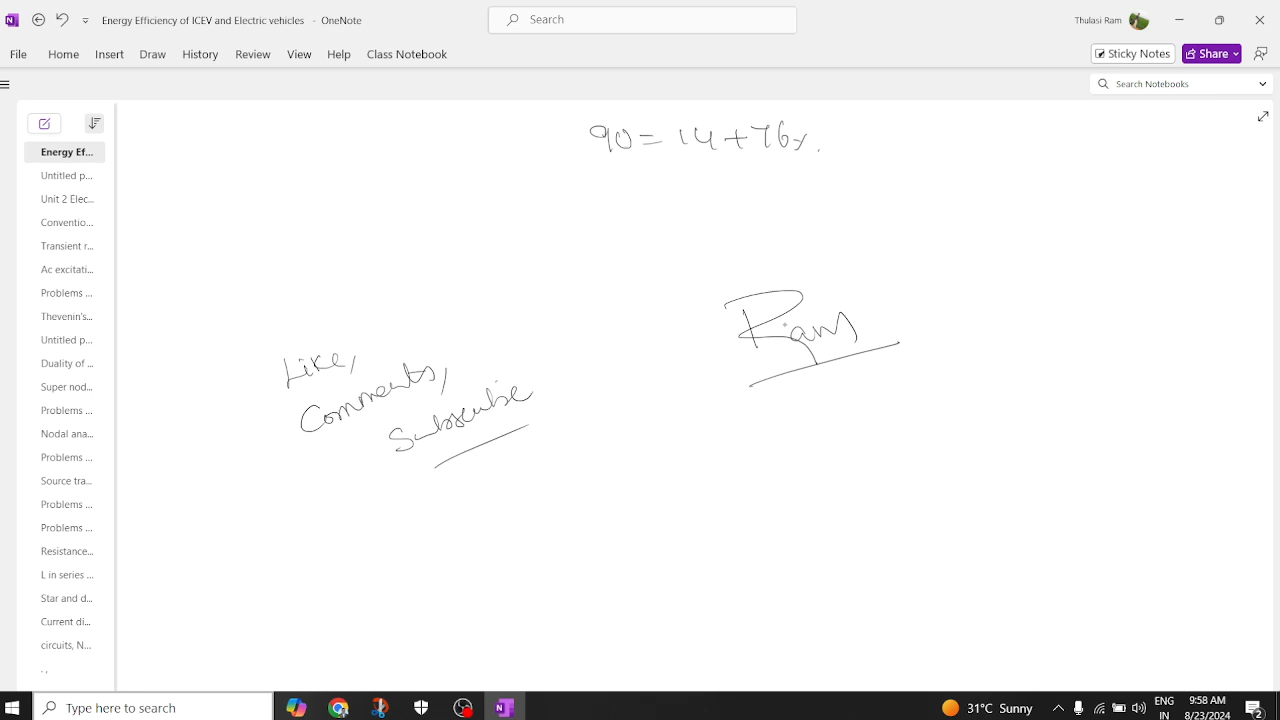 Energy Efficiency of ICEV and Electric vehicles - OneNote
Search
Thulasi Ram
File Home Insert Draw History Review View Help Class Notebook
Sticky Notes
Share
Search Notebooks
Energy Ef...
Untitled p...
Unit 2 Elec...
Conventio...
Transient r...
Ac excitati...
Problems ...
Thevenin's...
Untitled p...
Duality of ...
Super nod...
Problems ...
Nodal ana...
Problems ...
Source tra...
Problems ...
Problems ...
Resistance...
L in series ...
Star and d...
Current di...
circuits, N...
90 = 14 + 76x.
Ram
Like,
Comments,
Subscribe
Type here to search
31°C Sunny
ENG
IN
9:58 AM
8/23/2024
2